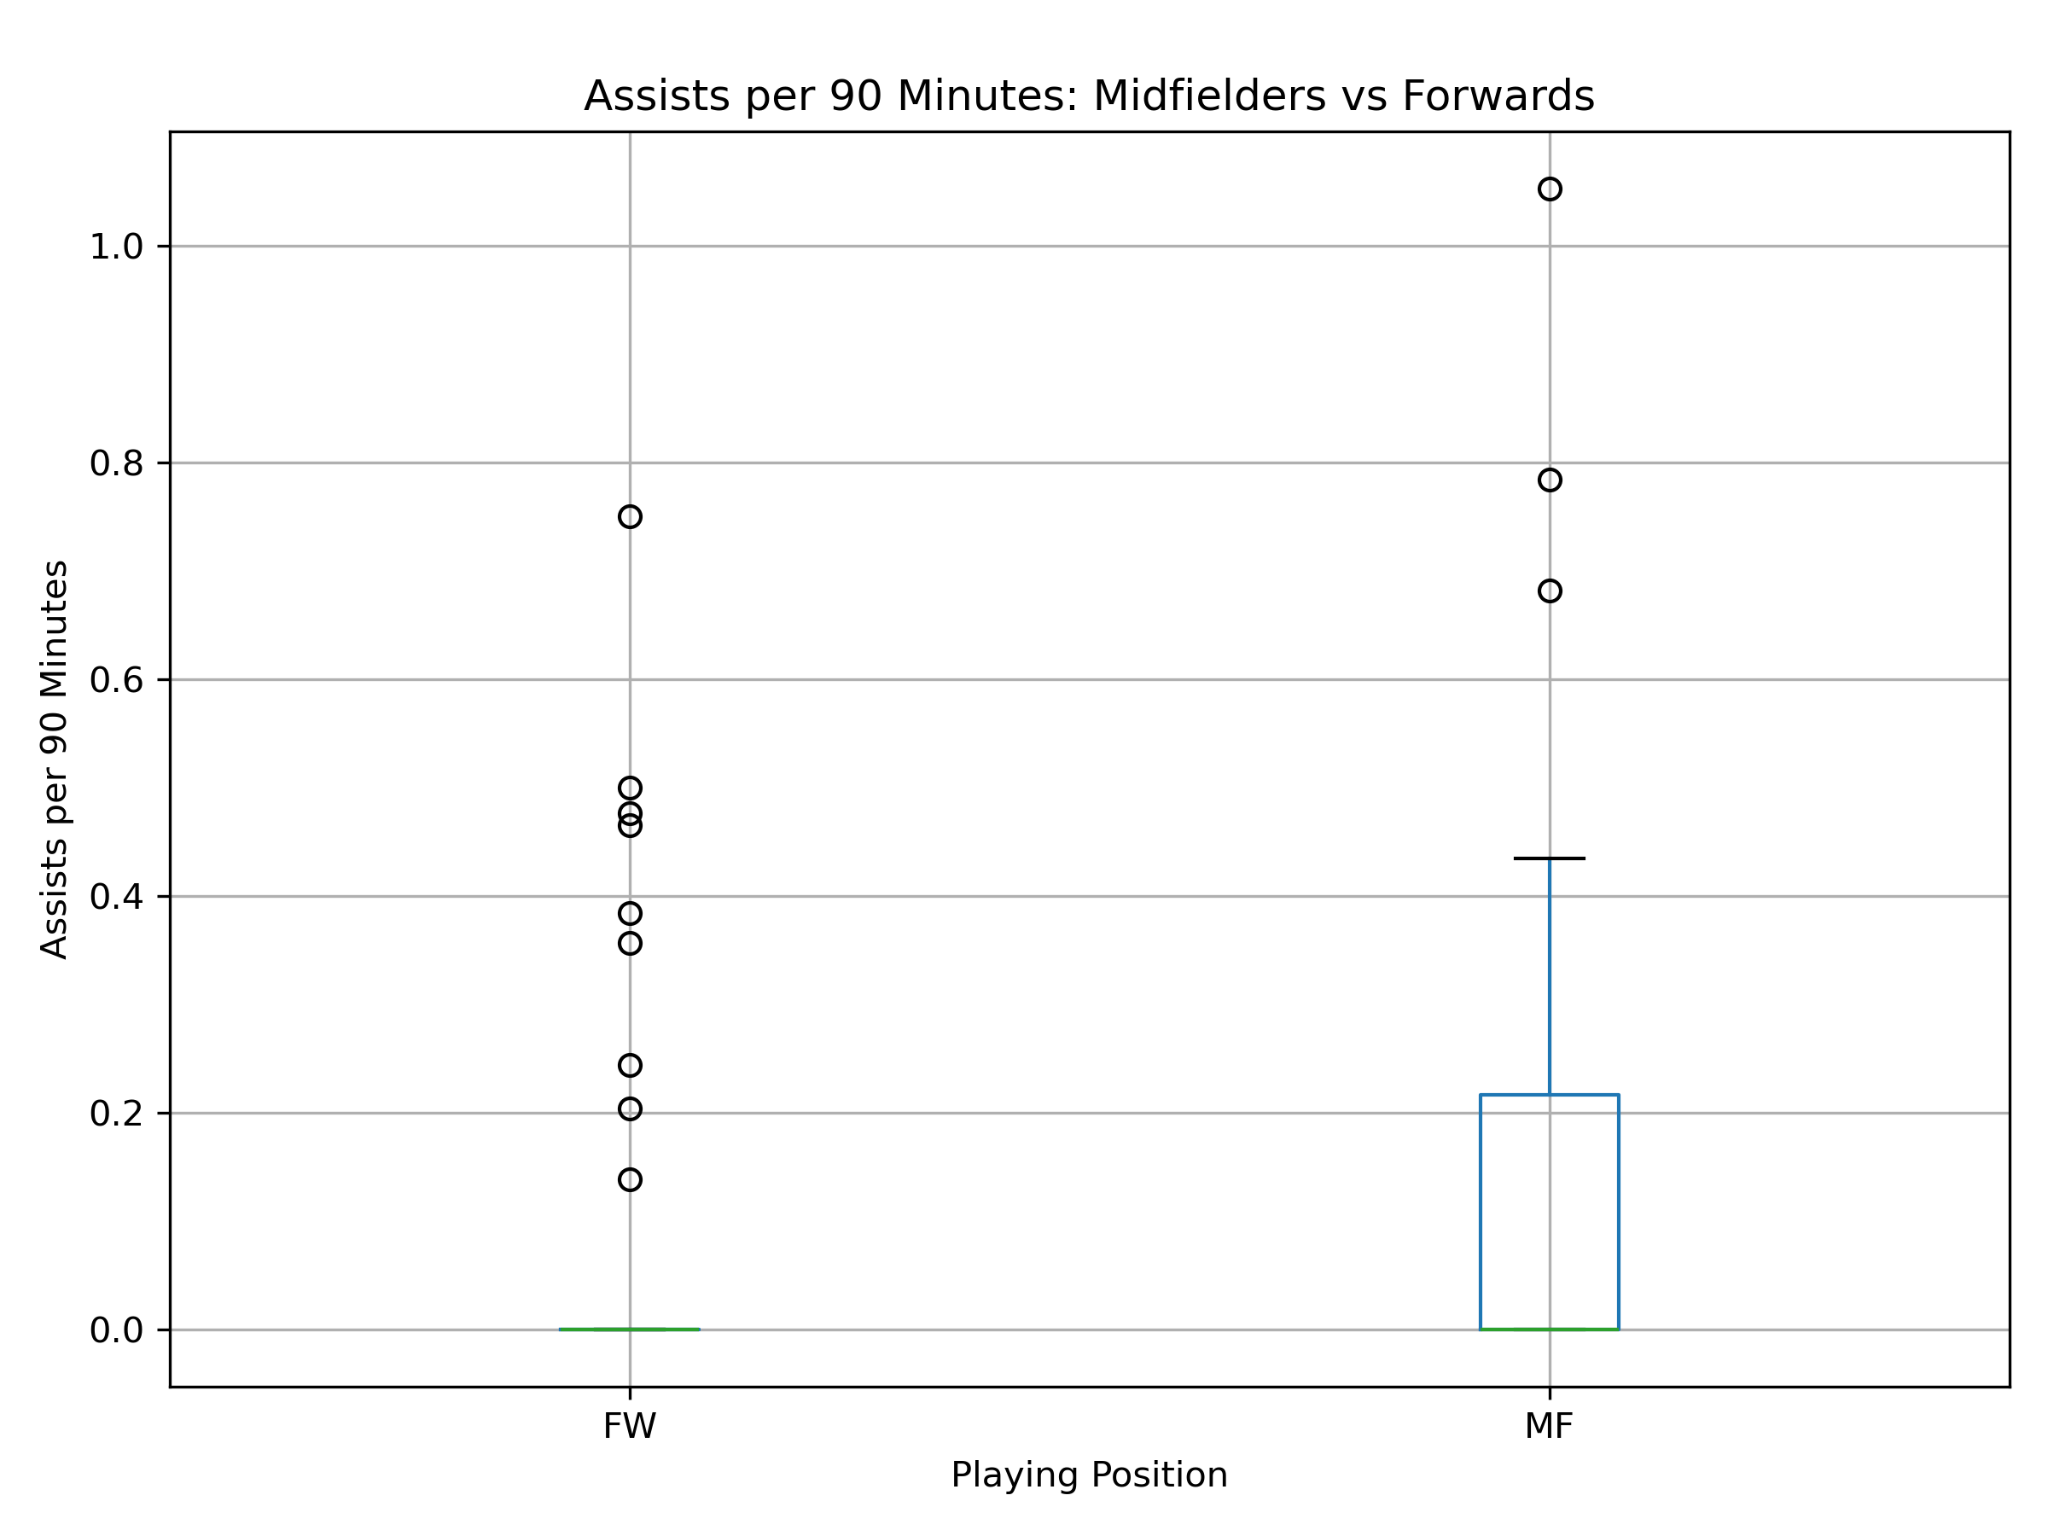 Assists per 90 Minutes: Midfielders vs Forwards
1.0
0.8
0.6
0.4
0.2
0.0
Assists per 90 Minutes
FW
MF
Playing Position